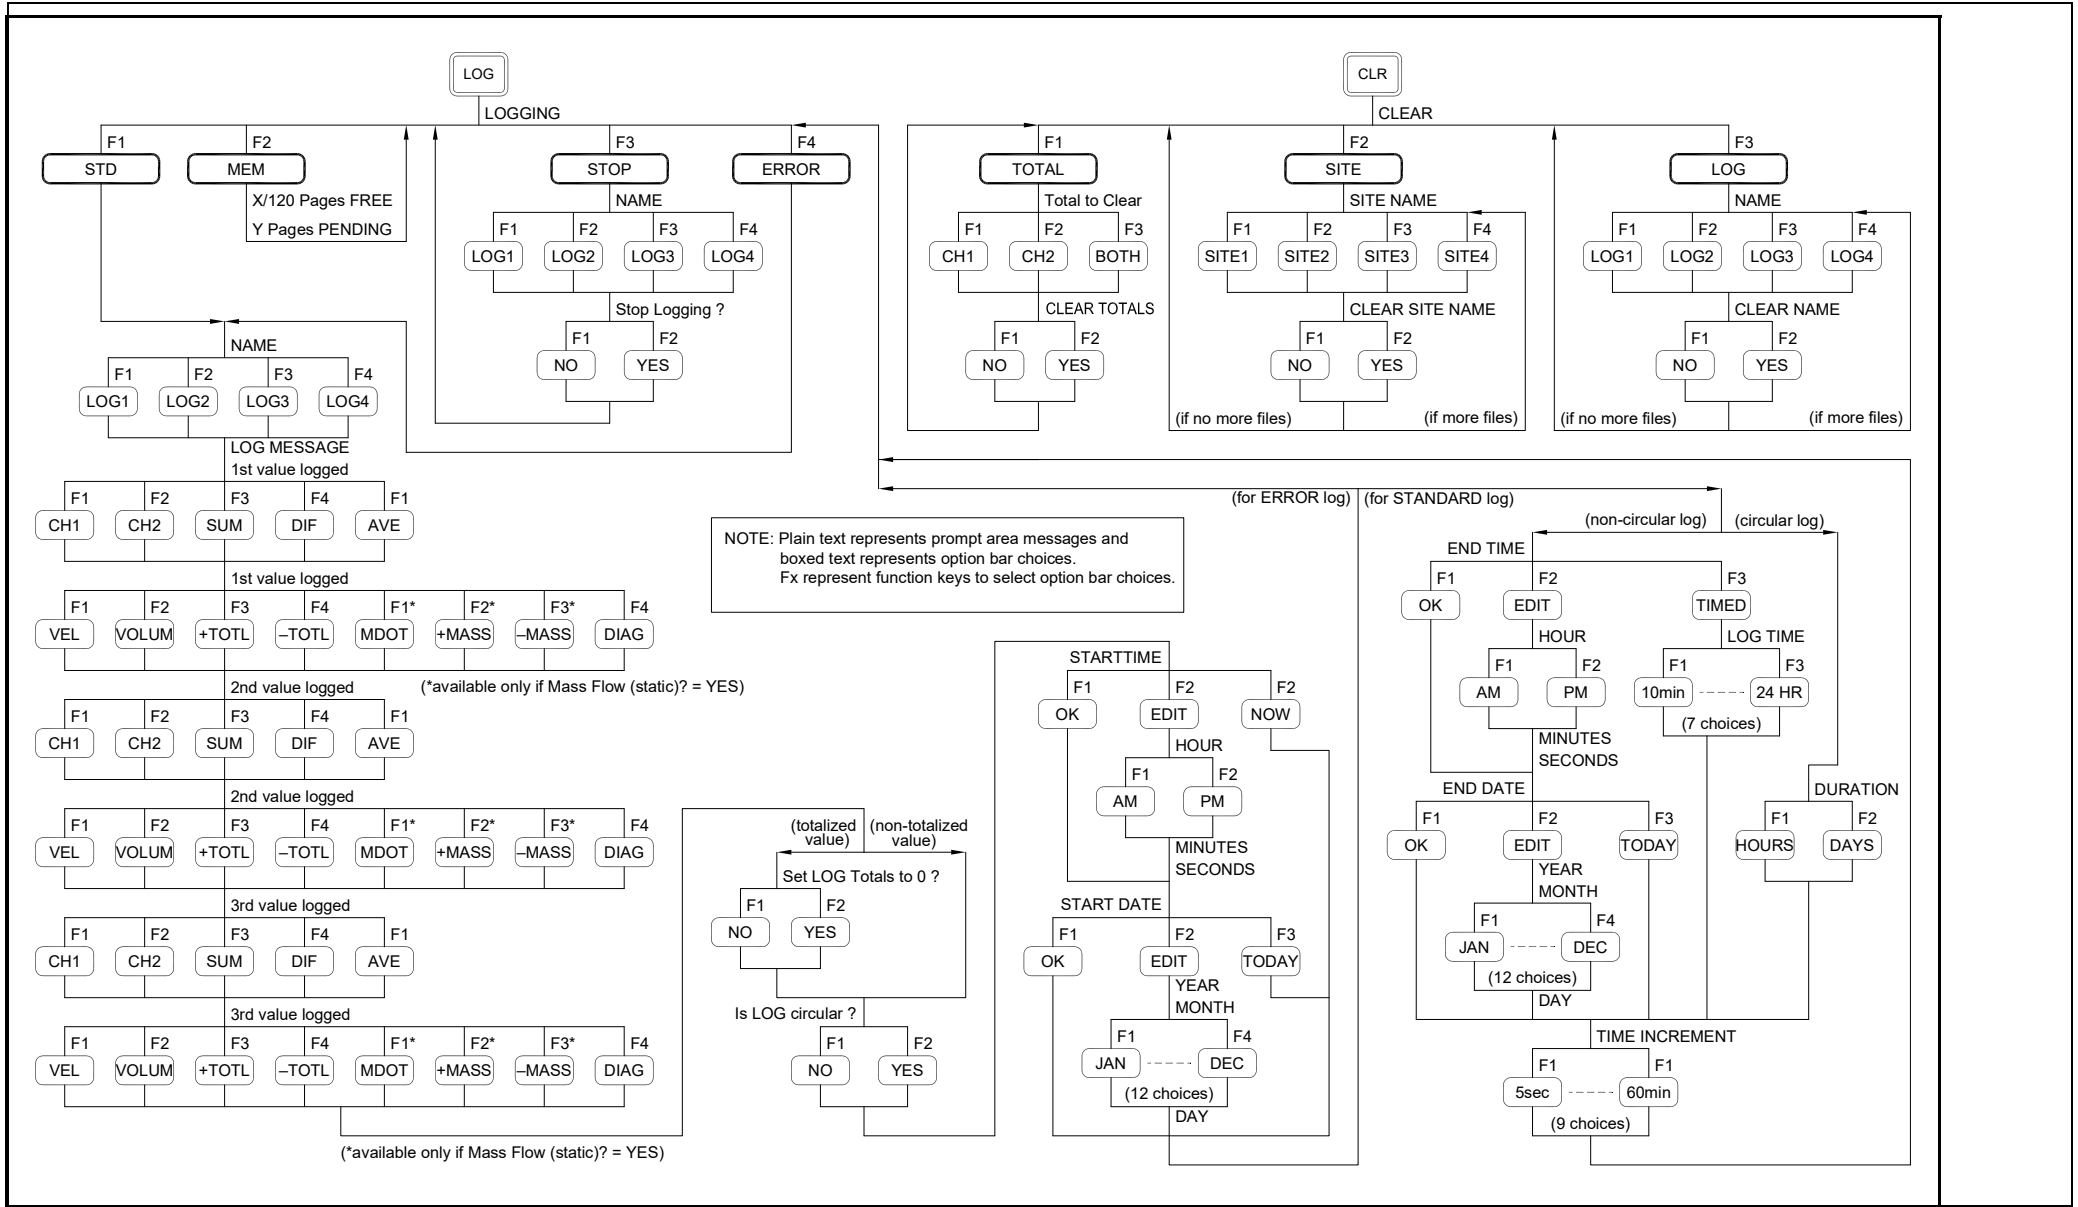 LOG
LOGGING
F1
STD
F2
MEM
X/120 Pages FREE
Y Pages PENDING
F3
STOP
NAME
F1 F2 F3 F4
LOG1 LOG2 LOG3 LOG4
Stop Logging ?
F1 F2
NO YES
F4
ERROR
NAME
F1 F2 F3 F4
LOG1 LOG2 LOG3 LOG4
LOG MESSAGE
1st value logged
F1 F2 F3 F4 F1
CH1 CH2 SUM DIF AVE
1st value logged
F1 F2 F3 F4 F1* F2* F3* F4
VEL VOLUM +TOTL –TOTL MDOT +MASS –MASS DIAG
(*available only if Mass Flow (static)? = YES)
2nd value logged
F1 F2 F3 F4 F1
CH1 CH2 SUM DIF AVE
2nd value logged
F1 F2 F3 F4 F1* F2* F3* F4
VEL VOLUM +TOTL –TOTL MDOT +MASS –MASS DIAG
3rd value logged
F1 F2 F3 F4 F1
CH1 CH2 SUM DIF AVE
3rd value logged
F1 F2 F3 F4 F1* F2* F3* F4
VEL VOLUM +TOTL –TOTL MDOT +MASS –MASS DIAG
(*available only if Mass Flow (static)? = YES)
(totalized
value)
(non-totalized
value)
Set LOG Totals to 0 ?
F1 F2
NO YES
Is LOG circular ?
F1 F2
NO YES
NOTE: Plain text represents prompt area messages and
boxed text represents option bar choices.
Fx represent function keys to select option bar choices.
STARTTIME
F1 F2 F2
OK EDIT NOW
HOUR
F1 F2
AM PM
MINUTES
SECONDS
START DATE
F1 F2 F3
OK EDIT TODAY
YEAR
MONTH
F1 F4
JAN DEC
(12 choices)
DAY
CLR
CLEAR
F1
TOTAL
Total to Clear
F1 F2 F3
CH1 CH2 BOTH
CLEAR TOTALS
F1 F2
NO YES
F2
SITE
SITE NAME
F1 F2 F3 F4
SITE1 SITE2 SITE3 SITE4
CLEAR SITE NAME
F1 F2
NO YES
(if no more files) (if more files)
F3
LOG
NAME
F1 F2 F3 F4
LOG1 LOG2 LOG3 LOG4
CLEAR NAME
F1 F2
NO YES
(if no more files) (if more files)
(for ERROR log) (for STANDARD log)
(non-circular log) (circular log)
END TIME
F1 F2 F3
OK EDIT TIMED
HOUR
F1 F2
AM PM
MINUTES
SECONDS
LOG TIME
F1 F3
10min 24 HR
(7 choices)
END DATE
F1 F2 F3
OK EDIT TODAY
YEAR
MONTH
F1 F4
JAN DEC
(12 choices)
DAY
DURATION
F1 F2
HOURS DAYS
TIME INCREMENT
F1 F1
5sec 60min
(9 choices)